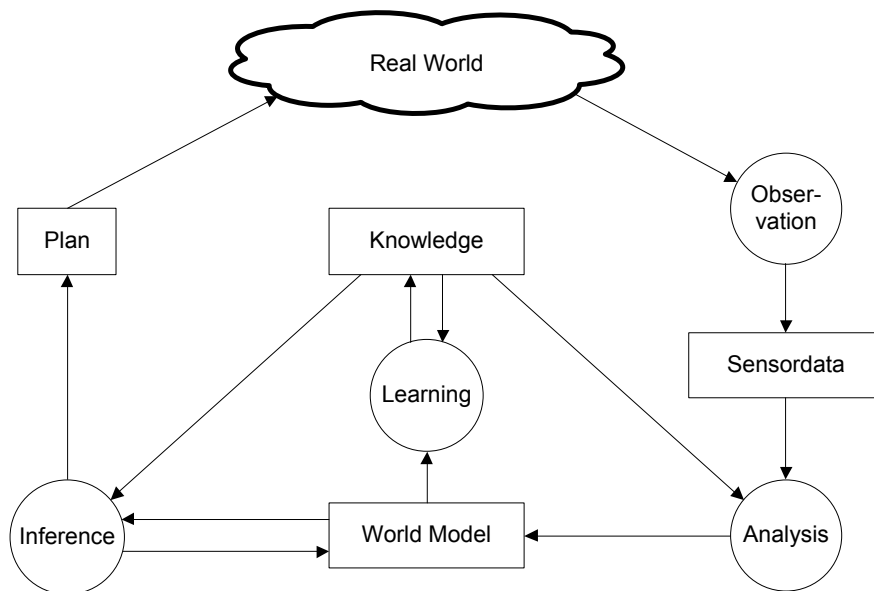 Real World
Obser-
vation
Plan
Knowledge
Sensordata
Learning
Inference
World Model
Analysis